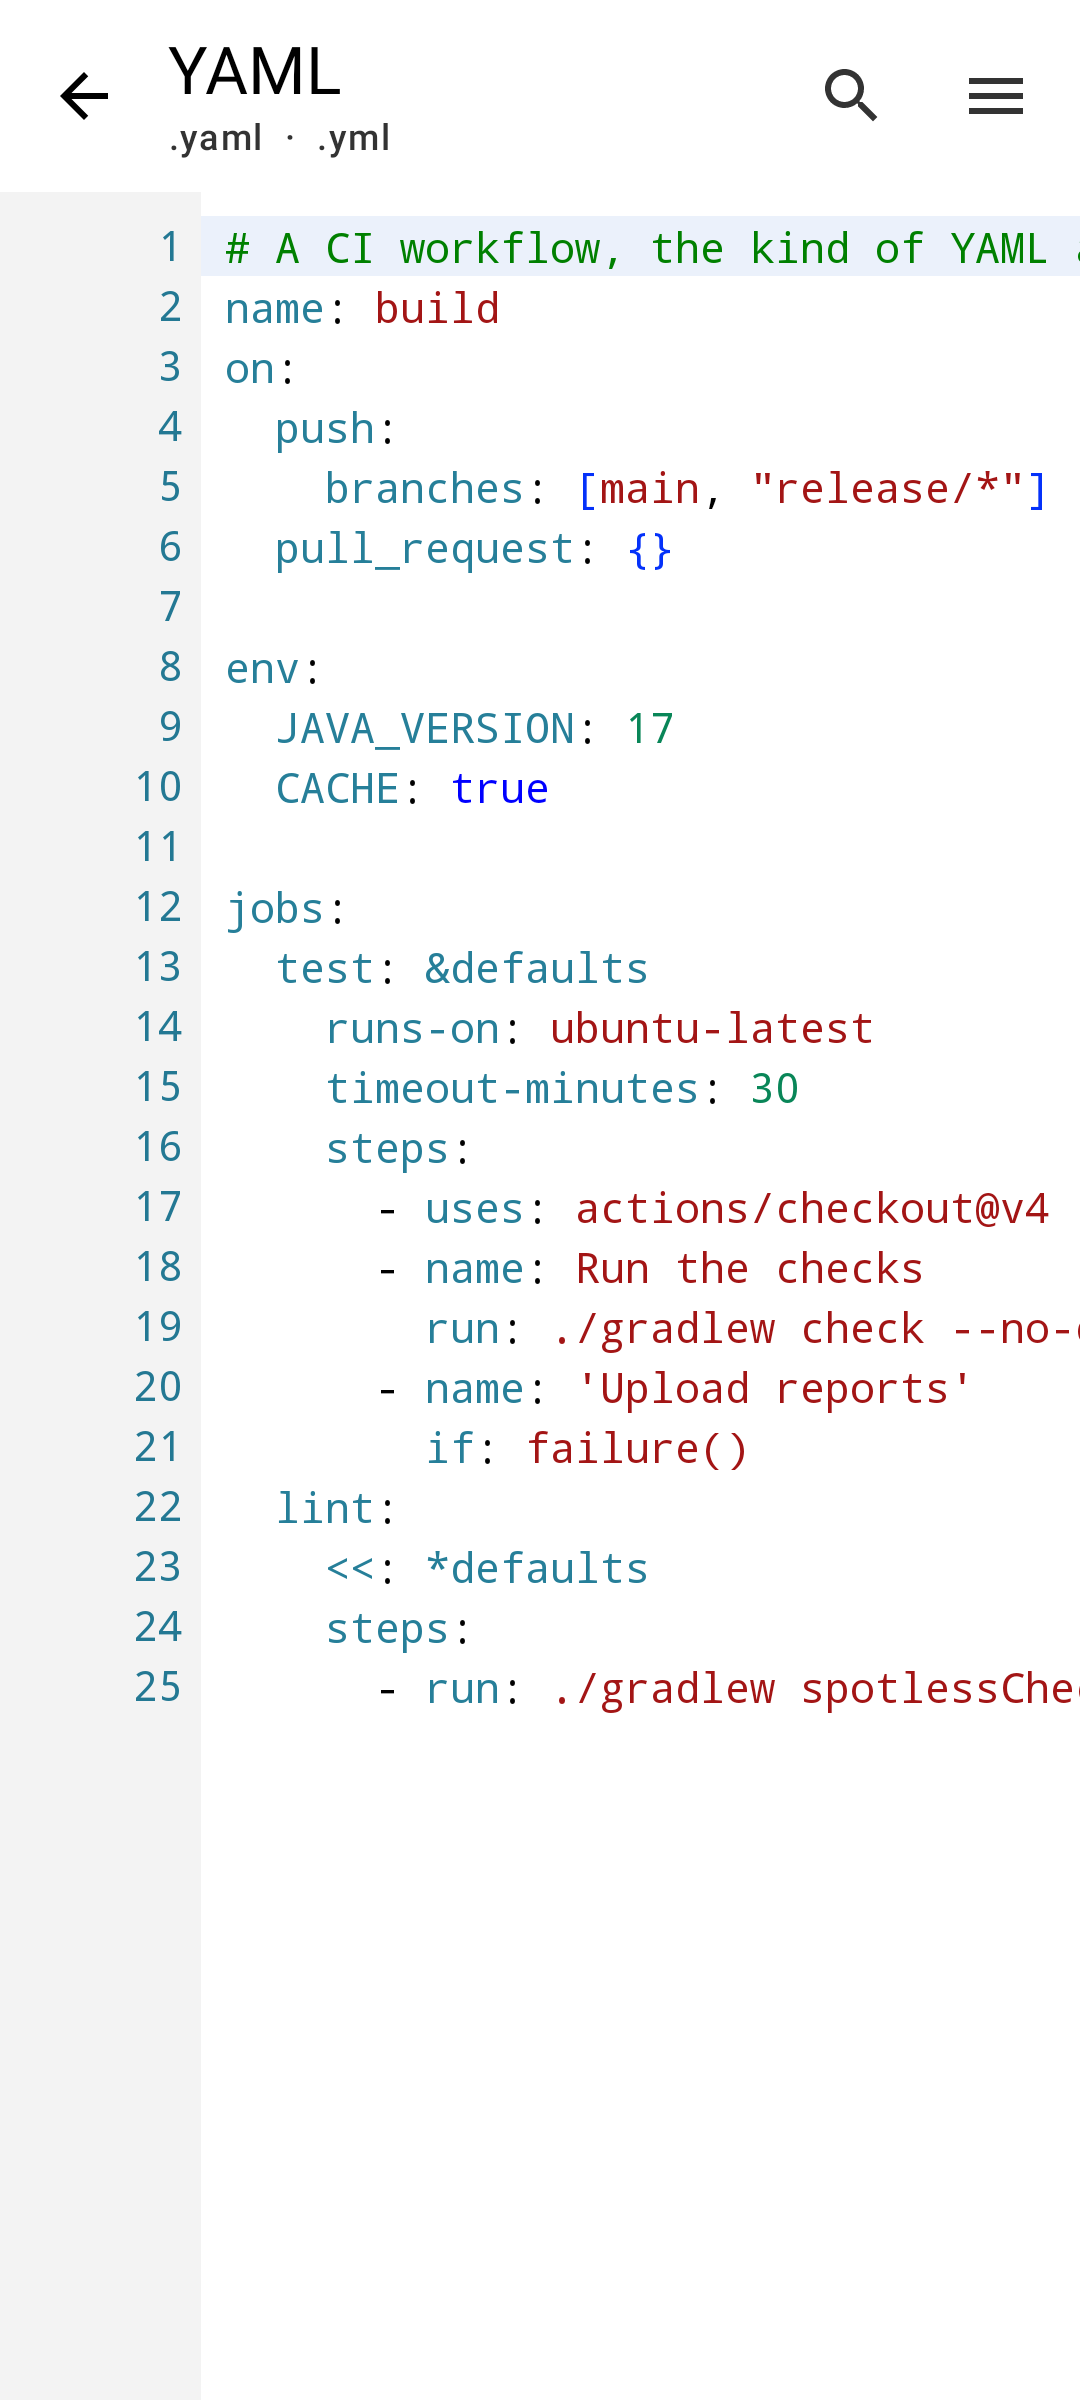 YAML
.yaml · .yml
1 # A CI workflow, the kind of YAML
2 name: build
3 on:
4   push:
5     branches: [main, "release/*"]
6   pull_request: {}
7
8 env:
9   JAVA_VERSION: 17
10   CACHE: true
11
12 jobs:
13   test: &defaults
14     runs-on: ubuntu-latest
15     timeout-minutes: 30
16     steps:
17       - uses: actions/checkout@v4
18       - name: Run the checks
19         run: ./gradlew check --no-
20       - name: 'Upload reports'
21         if: failure()
22   lint:
23     <<: *defaults
24     steps:
25       - run: ./gradlew spotlessChe